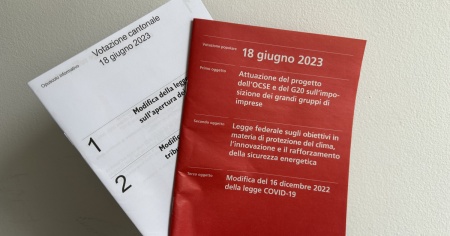 Opuscolo informativo
Votazione cantonale
18 giugno 2023
1
Modifica della legge
sull'apertura de
2
Modific
trib
Votazione popolare
18 giugno 2023
Primo oggetto
Attuazione del progetto
dell'OCSE e del G20 sull'impo-
sizione dei grandi gruppi di
imprese
Secondo oggetto
Legge federale sugli obiettivi in
materia di protezione del clima,
l'innovazione e il rafforzamento
della sicurezza energetica
Terzo oggetto
Modifica del 16 dicembre 2022
della legge COVID-19